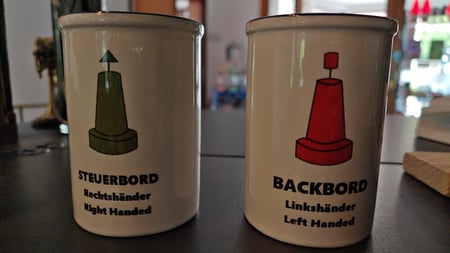 STEUERBORD
Rechtshänder
Right Handed
BACKBORD
Linkshänder
Left Handed